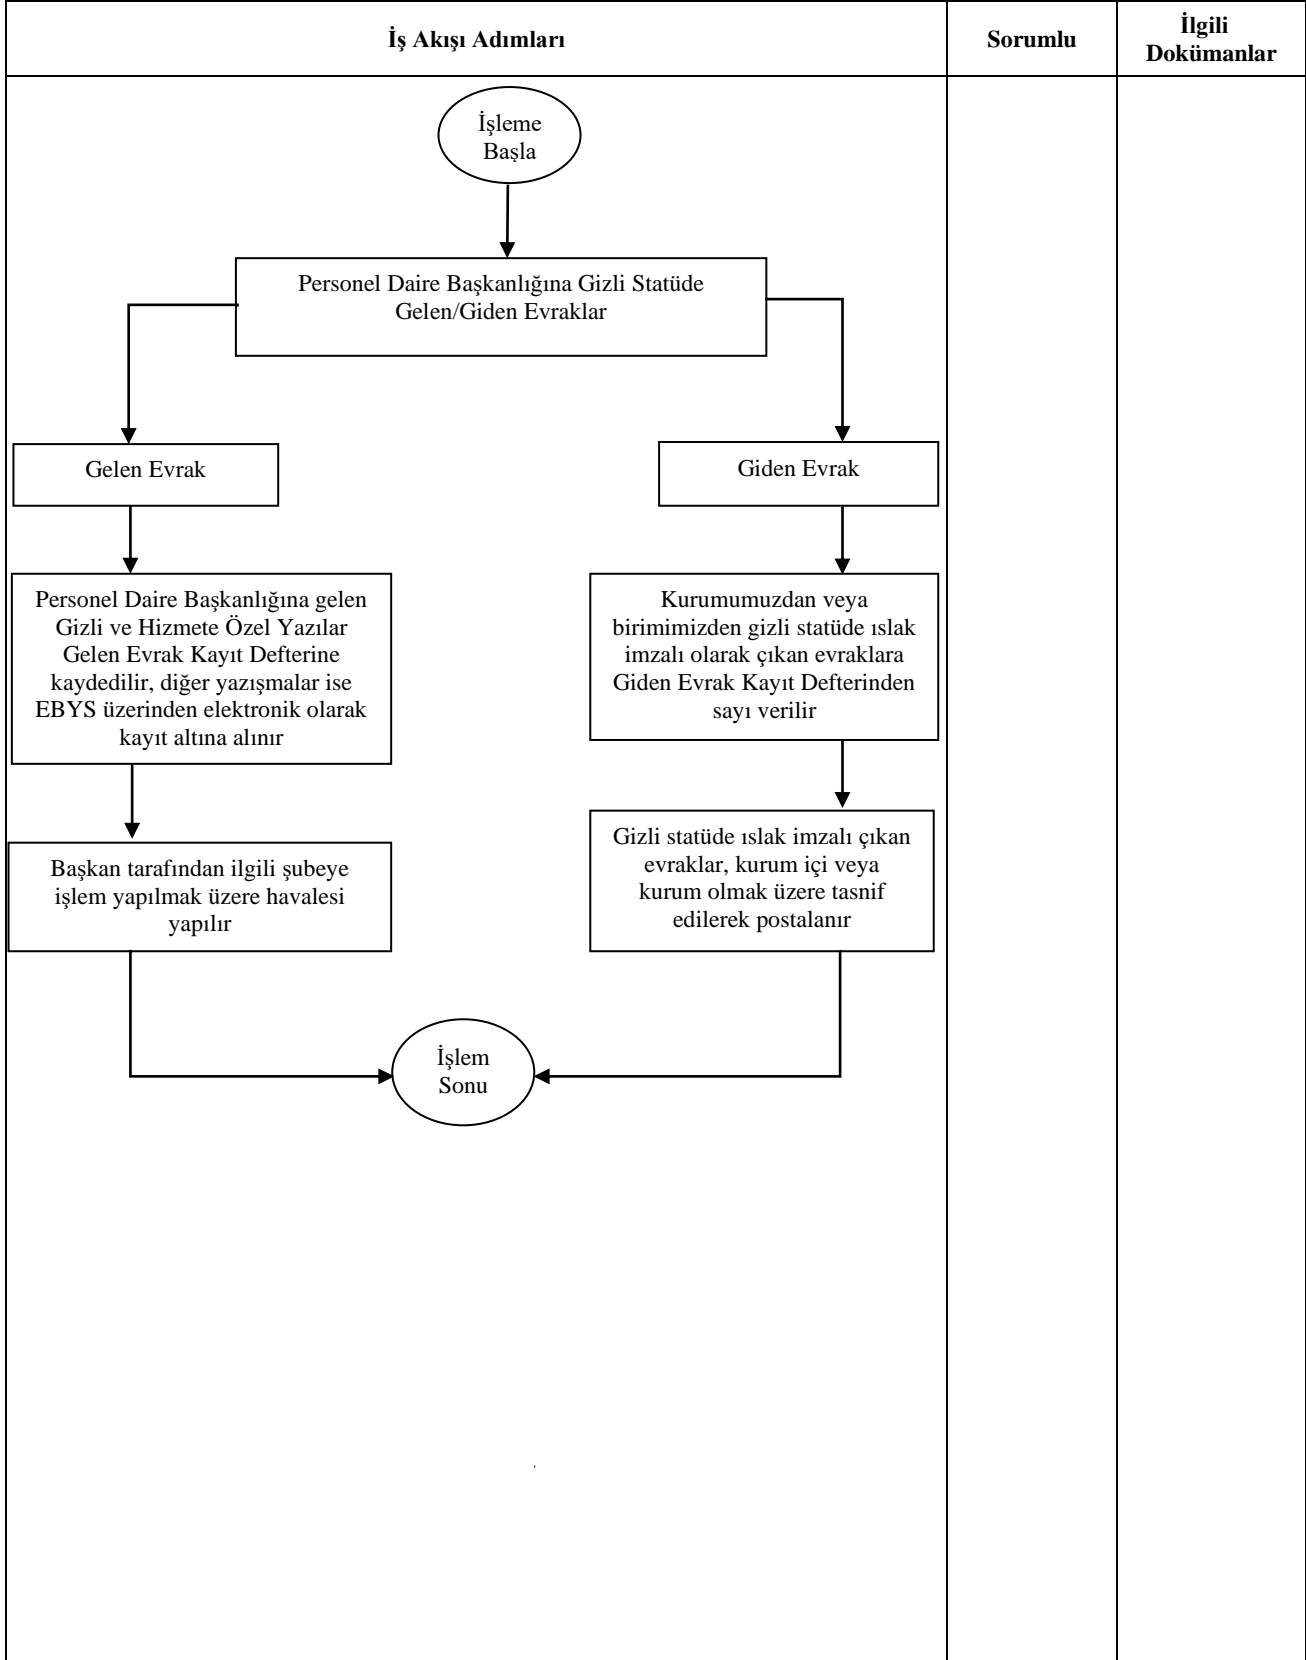 İş Akışı Adımları
Sorumlu
İlgili
Dokümanlar
İşleme
Başla
Personel Daire Başkanlığına Gizli Statüde
Gelen/Giden Evraklar
Gelen Evrak
Giden Evrak
Personel Daire Başkanlığına gelen
Gizli ve Hizmete Özel Yazılar
Gelen Evrak Kayıt Defterine
kaydedilir, diğer yazışmalar ise
EBYS üzerinden elektronik olarak
kayıt altına alınır
Kurumumuzdan veya
birimimizden gizli statüde ıslak
imzalı olarak çıkan evraklara
Giden Evrak Kayıt Defterinden
sayı verilir
Başkan tarafından ilgili şubeye
işlem yapılmak üzere havalesi
yapılır
Gizli statüde ıslak imzalı çıkan
evraklar, kurum içi veya
kurum olmak üzere tasnif
edilerek postalanır
İşlem
Sonu